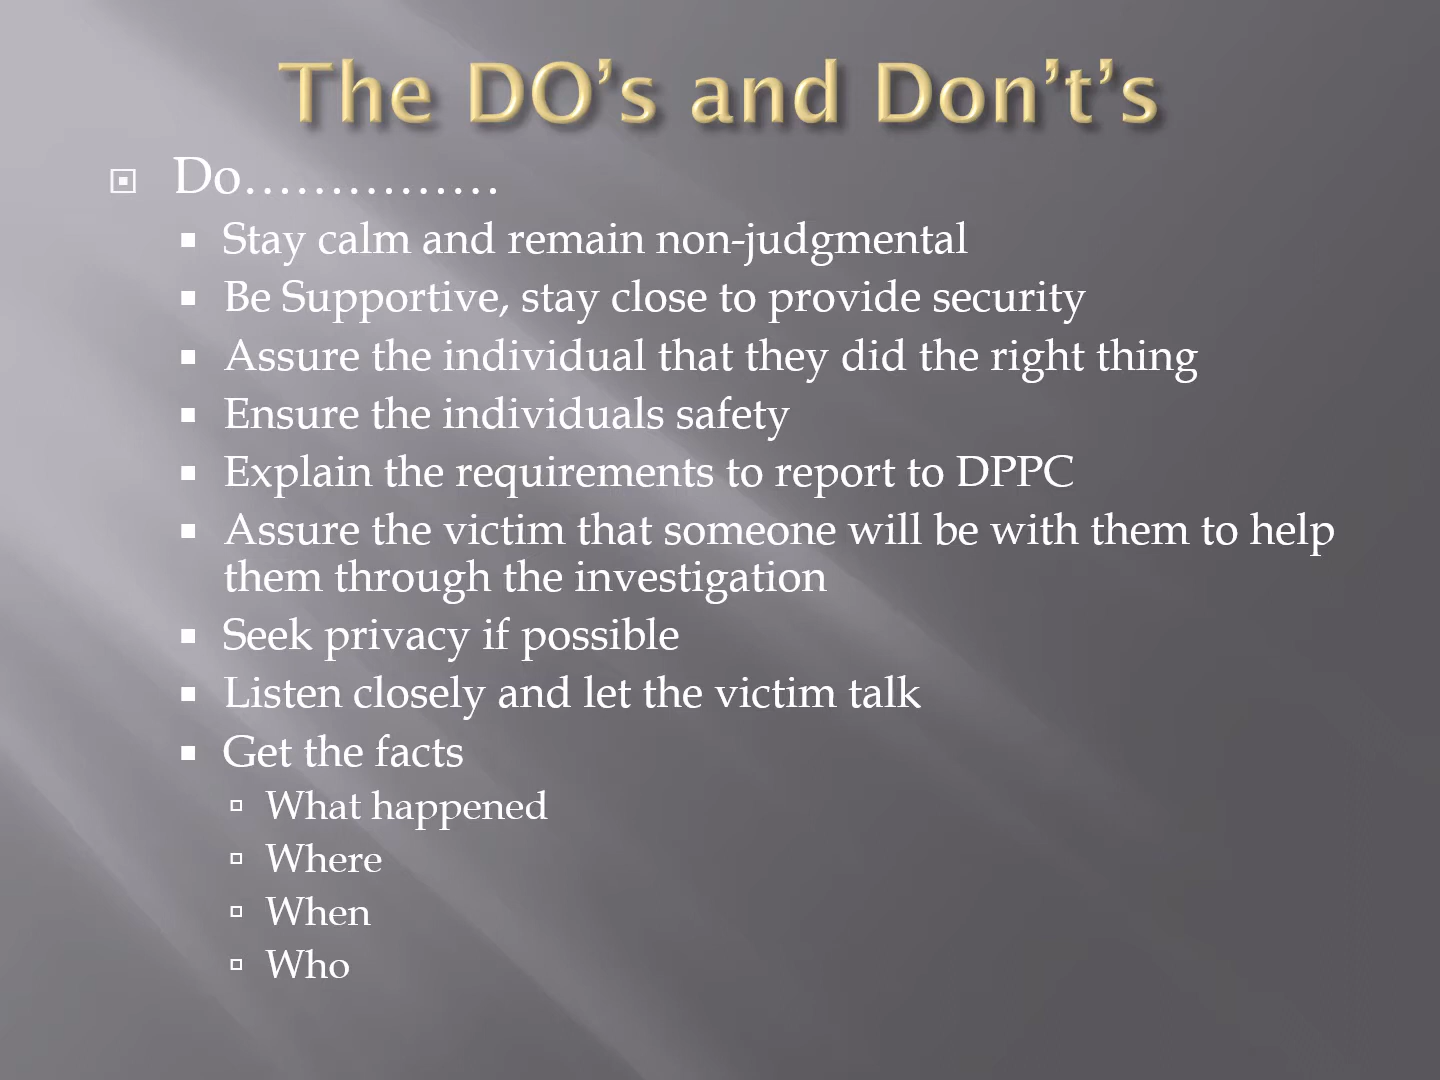 The DO’s and Don’t’s
Do……………
Stay calm and remain non-judgmental
Be Supportive, stay close to provide security
Assure the individual that they did the right thing
Ensure the individuals safety
Explain the requirements to report to DPPC
Assure the victim that someone will be with them to help
them through the investigation
Seek privacy if possible
Listen closely and let the victim talk
Get the facts
What happened
Where
When
Who